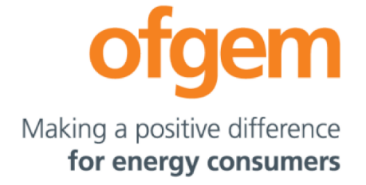 ofgem
Making a positive difference
for energy consumers